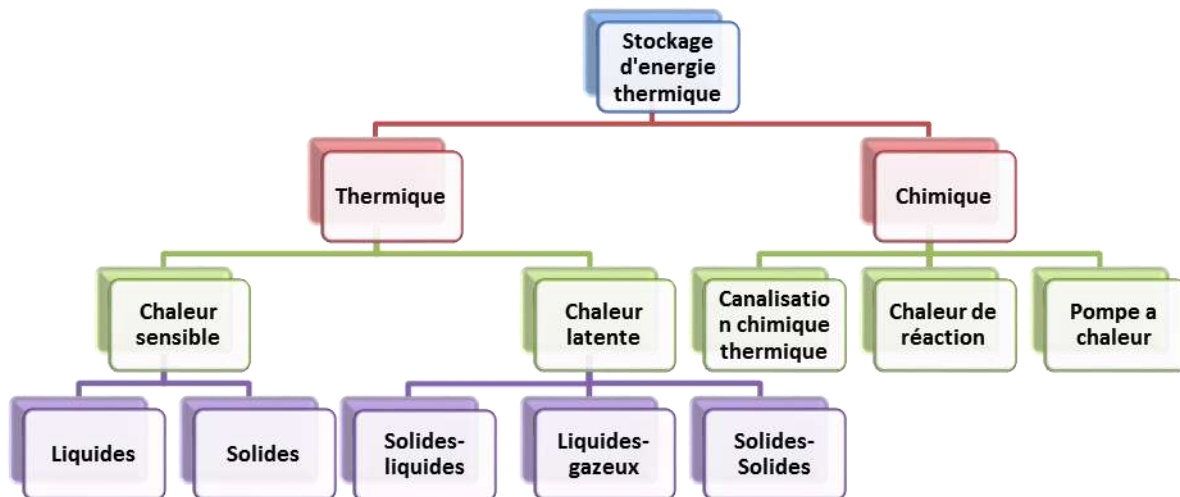 Stockage
d'energie
thermique
Thermique
Chimique
Chaleur
sensible
Chaleur
latente
Canalisatio
n chimique
thermique
Chaleur de
réaction
Pompe a
chaleur
Liquides
Solides
Solides-
liquides
Liquides-
gazeux
Solides-
Solides